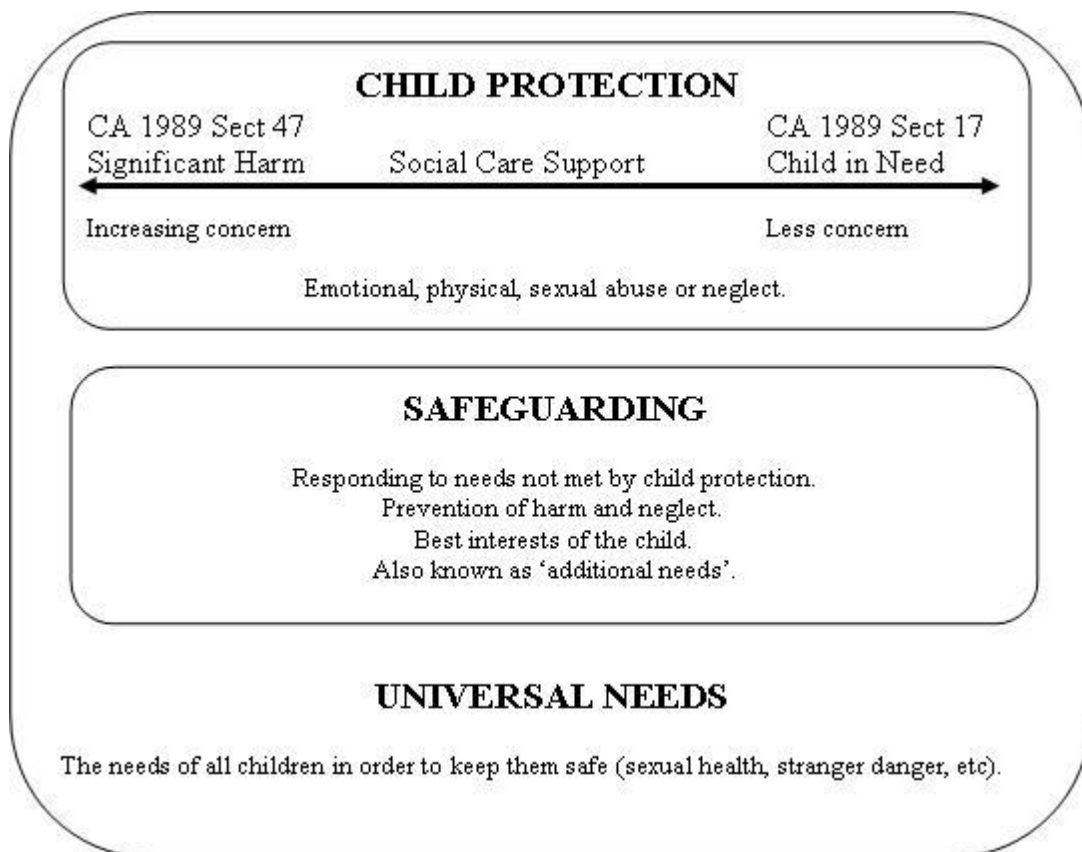 CHILD PROTECTION
CA 1989 Sect 47
Significant Harm
Social Care Support
CA 1989 Sect 17
Child in Need
Increasing concern
Less concern
Emotional, physical, sexual abuse or neglect.
SAFEGUARDING
Responding to needs not met by child protection.
Prevention of harm and neglect.
Best interests of the child.
Also known as ‘additional needs’.
UNIVERSAL NEEDS
The needs of all children in order to keep them safe (sexual health, stranger danger, etc).